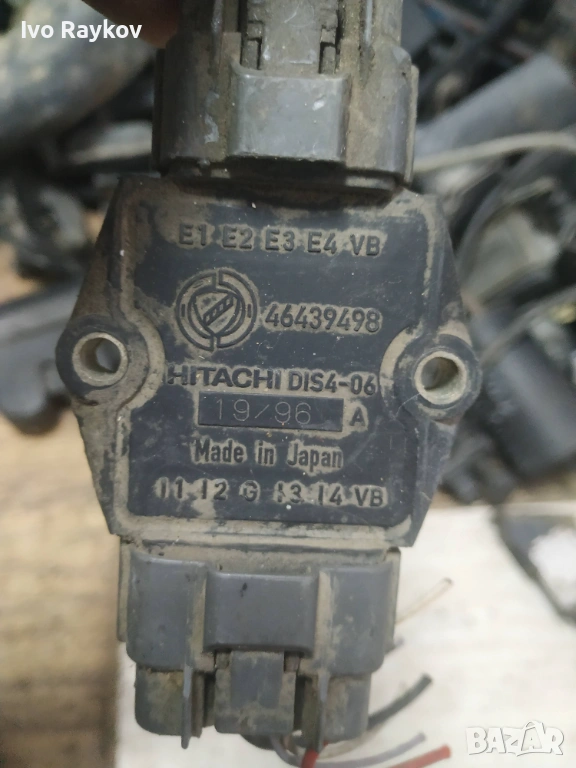 Ivo Raykov
E1 E2 E3 E4 VB
46439498
HITACHI DIS4-06
19/96 A
Made in Japan
11 12 G 13 14 VB
BAZAR